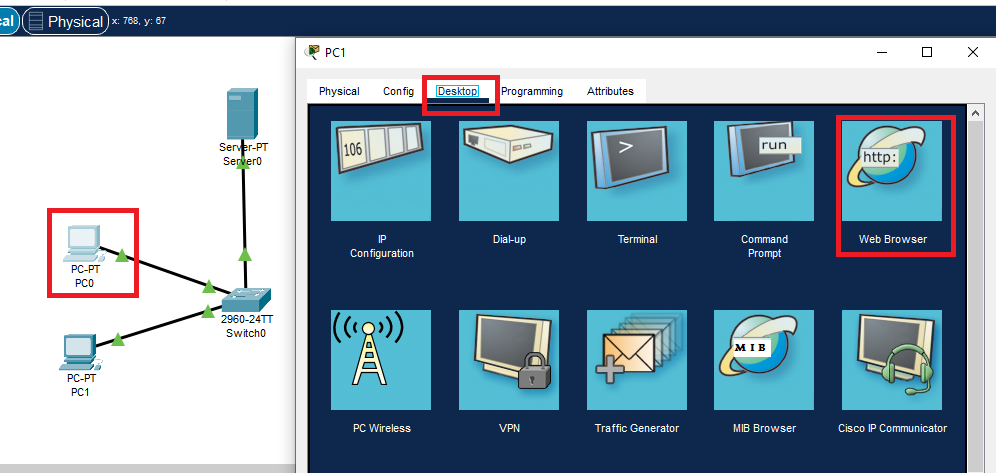 cal
Physical
x: 768, y: 67
Server-PT
Server0
PC-PT
PC0
2960-24TT
Switch0
PC-PT
PC1
PC1
Physical Config Desktop Programming Attributes
106
>
run
http:
IP
Configuration
Dial-up
Terminal
Command
Prompt
Web Browser
MIB
PC Wireless
VPN
Traffic Generator
MIB Browser
Cisco IP Communicator